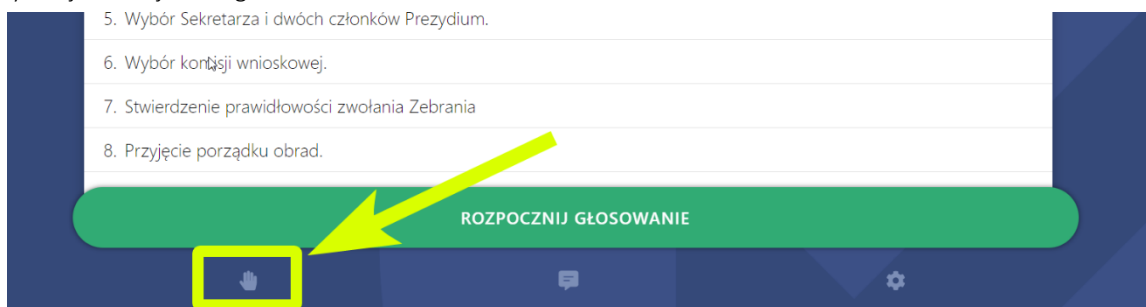 5. Wybór Sekretarza i dwóch członków Prezydium.
6. Wybór komisji wnioskowej.
7. Stwierdzenie prawidłowości zwołania Zebrania
8. Przyjęcie porządku obrad.
ROZPOCZNIJ GŁOSOWANIE